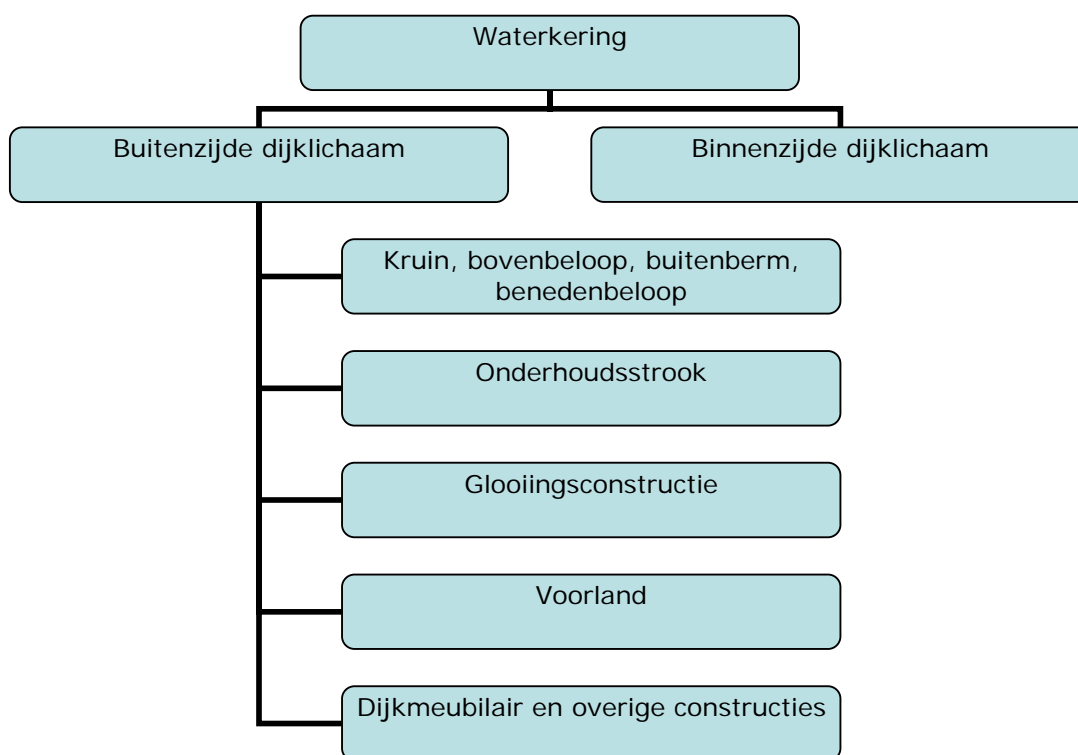 Waterkering
Buitenzijde dijklichaam
Binnenzijde dijklichaam
Kruin, bovenbeloop, buitenberm,
benedenbeloop
Onderhoudsstrook
Glooiingsconstructie
Voorland
Dijkmeubilair en overige constructies